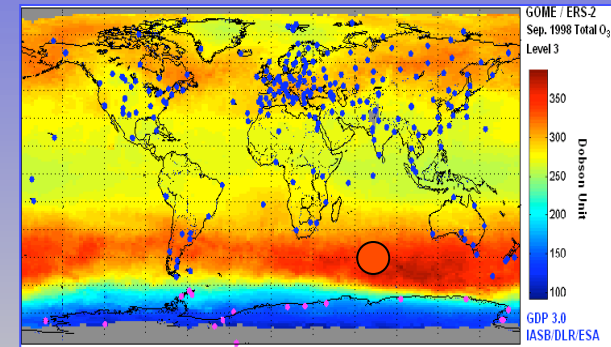 GOME / ERS-2
Sep. 1998 Total O3
Level 3
350
300
250
200
150
100
Dobson Unit
GDP 3.0
IASB/DLR/ESA